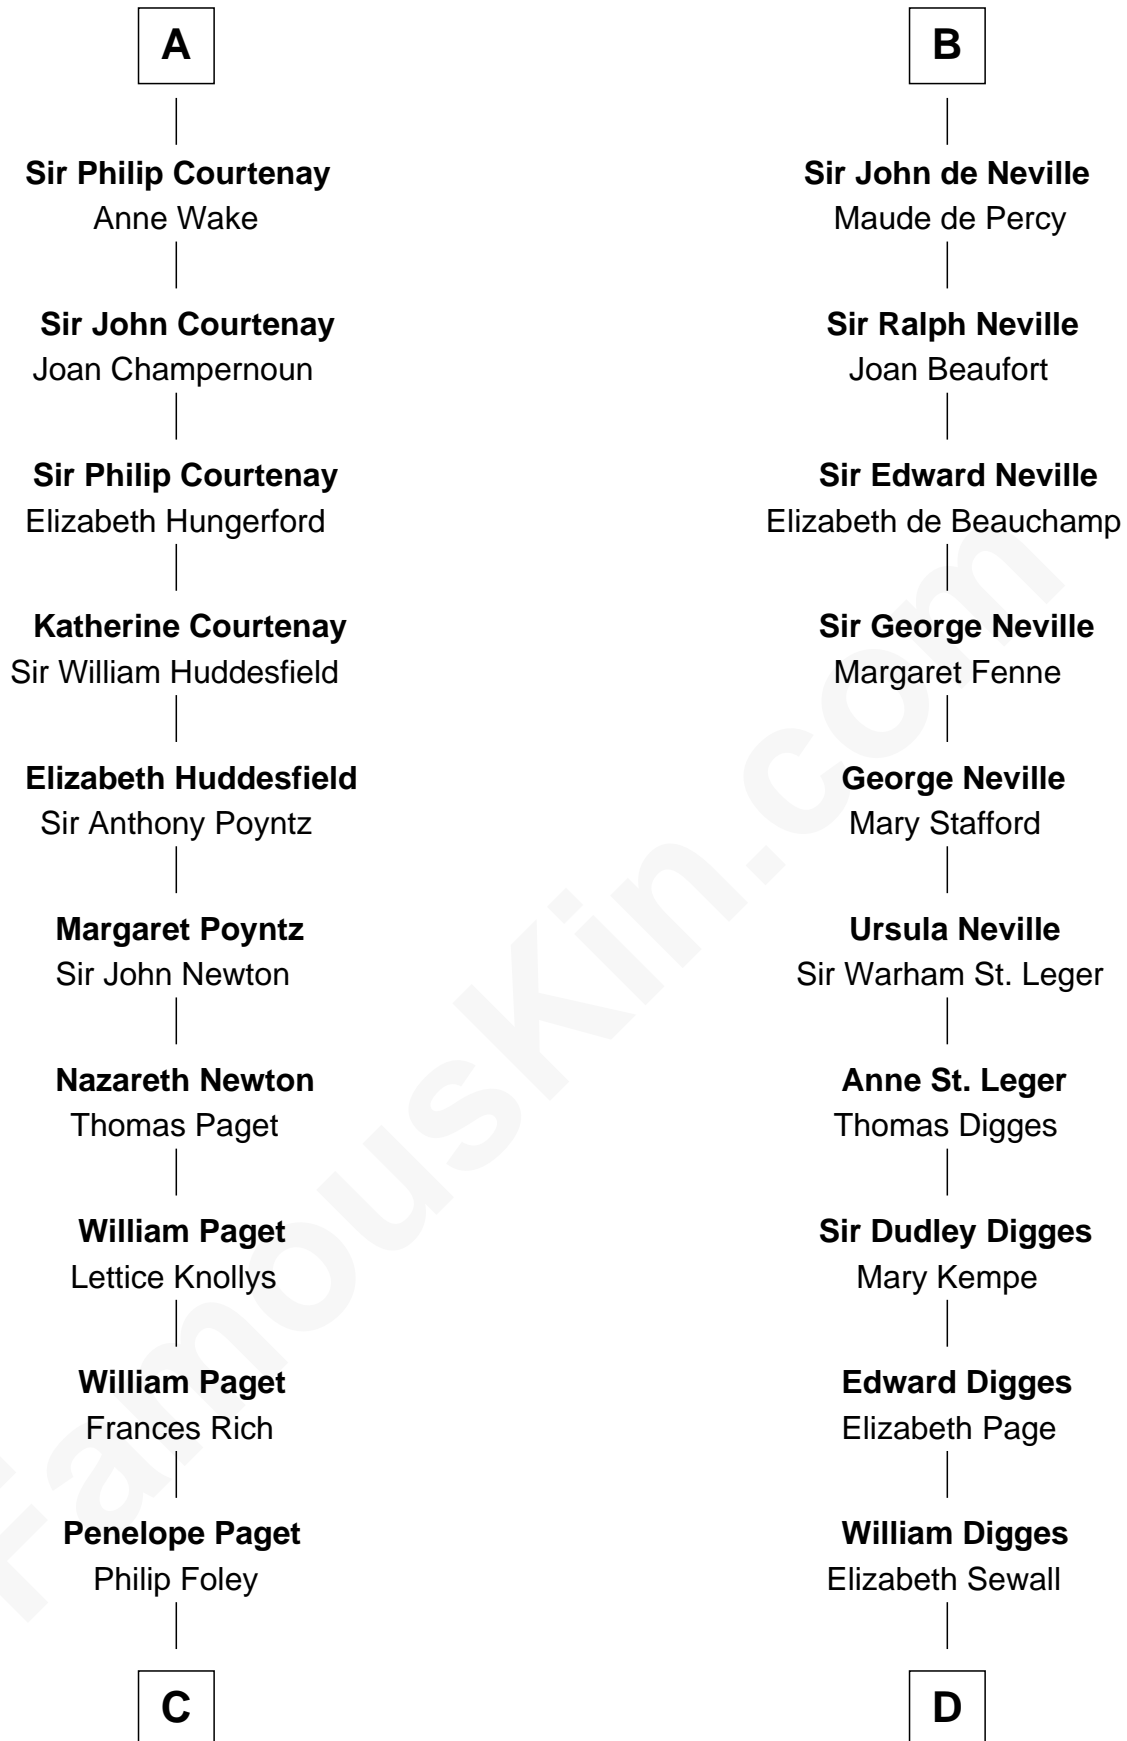 A
Sir Philip Courtenay
Anne Wake
Sir John Courtenay
Joan Champernoun
Sir Philip Courtenay
Elizabeth Hungerford
Katherine Courtenay
Sir William Huddesfield
Elizabeth Huddesfield
Sir Anthony Poyntz
Margaret Poyntz
Sir John Newton
Nazareth Newton
Thomas Paget
William Paget
Lettice Knollys
William Paget
Frances Rich
Penelope Paget
Philip Foley
C
B
Sir John de Neville
Maude de Percy
Sir Ralph Neville
Joan Beaufort
Sir Edward Neville
Elizabeth de Beauchamp
Sir George Neville
Margaret Fenne
George Neville
Mary Stafford
Ursula Neville
Sir Warham St. Leger
Anne St. Leger
Thomas Digges
Sir Dudley Digges
Mary Kempe
Edward Digges
Elizabeth Page
William Digges
Elizabeth Sewall
D
FamousKin.com